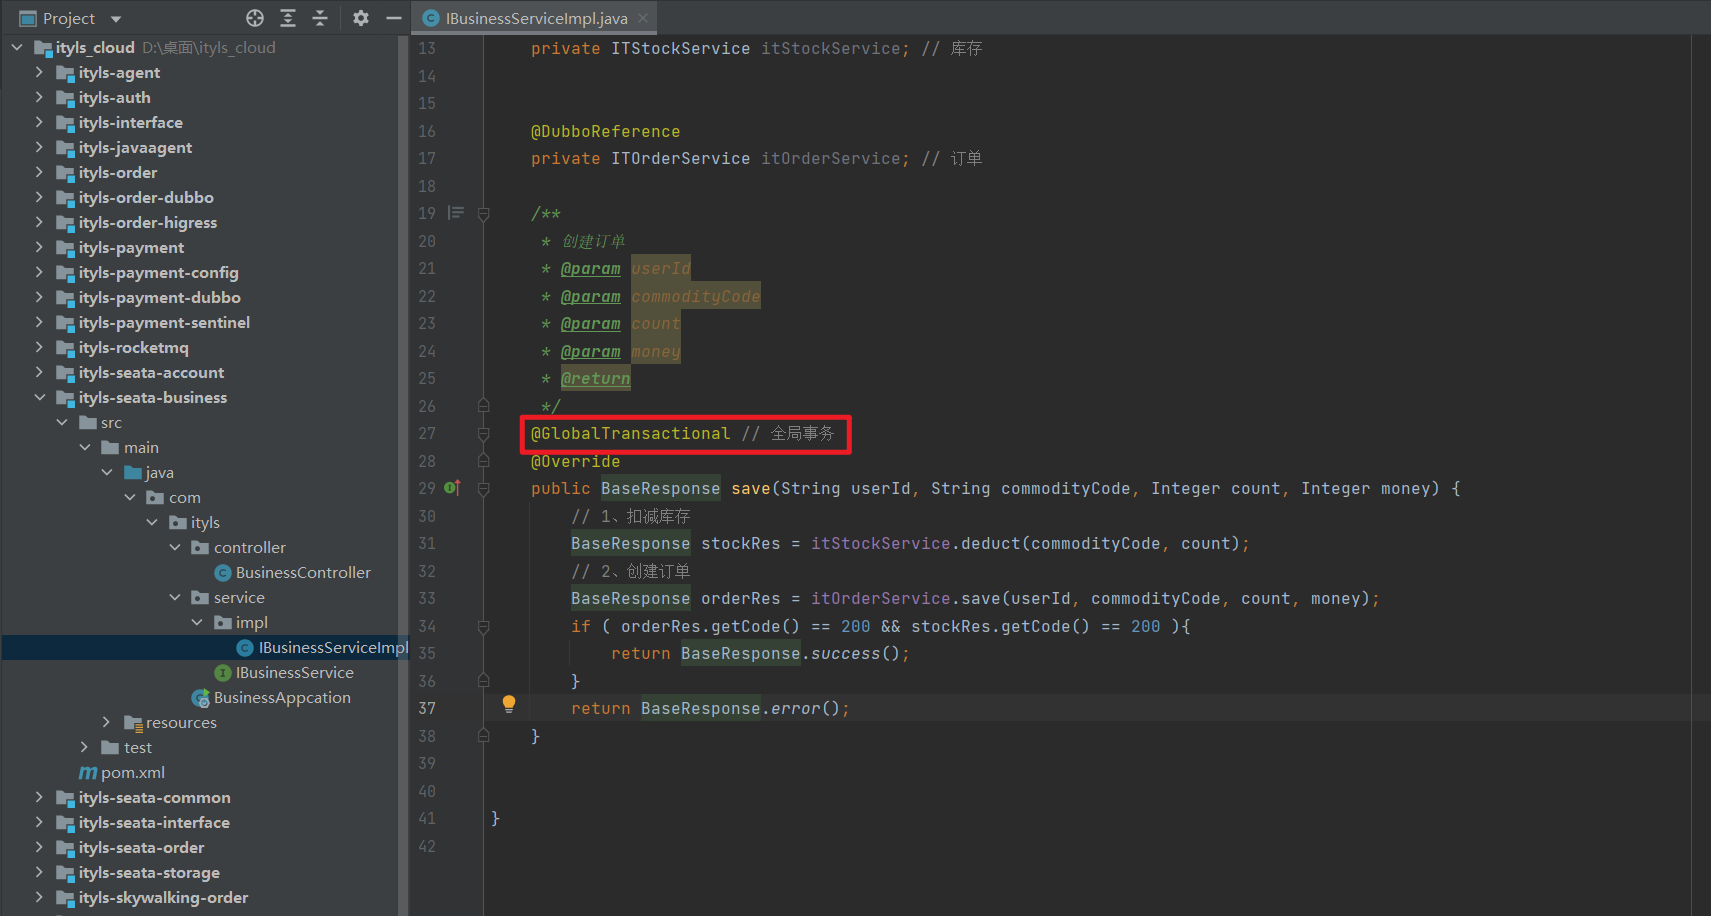 Project
ityls_cloud D:\桌面\ityls_cloud
ityls-agent
ityls-auth
ityls-interface
ityls-javaagent
ityls-order
ityls-order-dubbo
ityls-order-higress
ityls-payment
ityls-payment-config
ityls-payment-dubbo
ityls-payment-sentinel
ityls-rocketmq
ityls-seata-account
ityls-seata-business
src
main
java
com
ityls
controller
BusinessController
service
impl
IBusinessServiceImpl
IBusinessService
BusinessAppcation
resources
test
pom.xml
ityls-seata-common
ityls-seata-interface
ityls-seata-order
ityls-seata-storage
ityls-skywalking-order
IBusinessServiceImpl.java
13 private ITStockService itStockService; // 库存
14
15
16 @DubboReference
17 private ITOrderService itOrderService; // 订单
18
19 /**
20 * 创建订单
21 * @param userId
22 * @param commodityCode
23 * @param count
24 * @param money
25 * @return
26 */
27 @GlobalTransactional // 全局事务
28 @Override
29 public BaseResponse save(String userId, String commodityCode, Integer count, Integer money) {
30 // 1、扣减库存
31 BaseResponse stockRes = itStockService.deduct(commodityCode, count);
32 // 2、创建订单
33 BaseResponse orderRes = itOrderService.save(userId, commodityCode, count, money);
34 if ( orderRes.getCode() == 200 && stockRes.getCode() == 200 ){
35 return BaseResponse.success();
36 }
37 return BaseResponse.error();
38 }
39
40
41 }
42